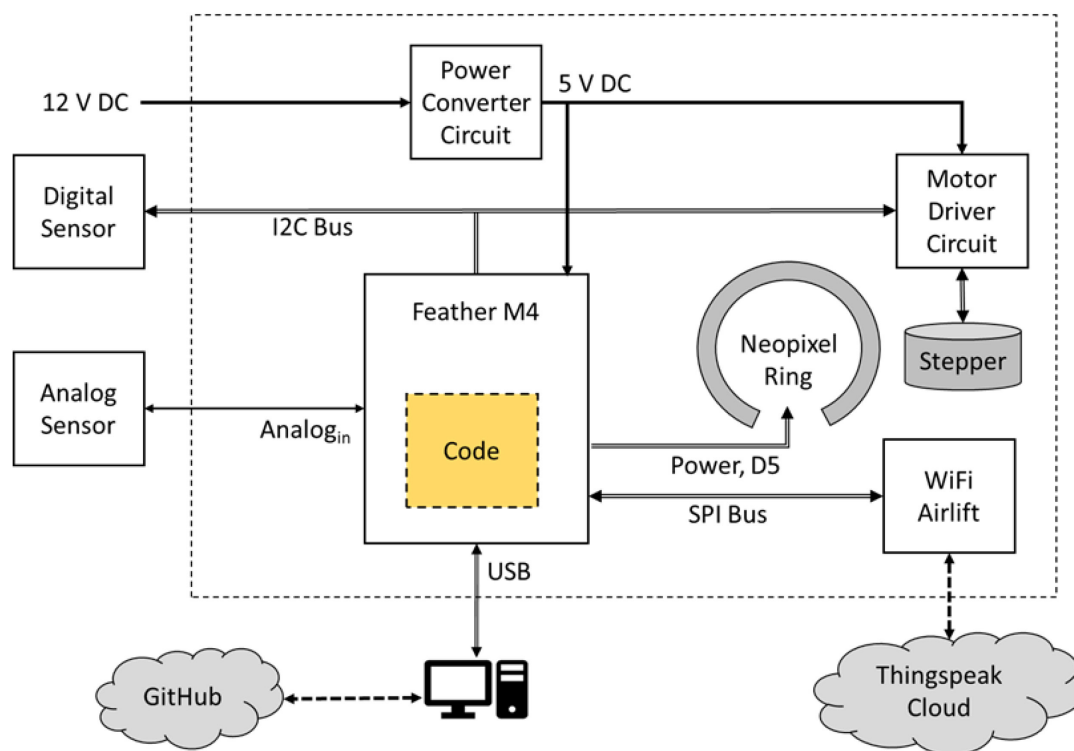 12 V DC
Power
Converter
Circuit
5 V DC
Digital
Sensor
I2C Bus
Motor
Driver
Circuit
Feather M4
Neopixel
Ring
Stepper
Analog
Sensor
Analogin
Code
Power, D5
SPI Bus
WiFi
Airlift
USB
GitHub
Thingspeak
Cloud